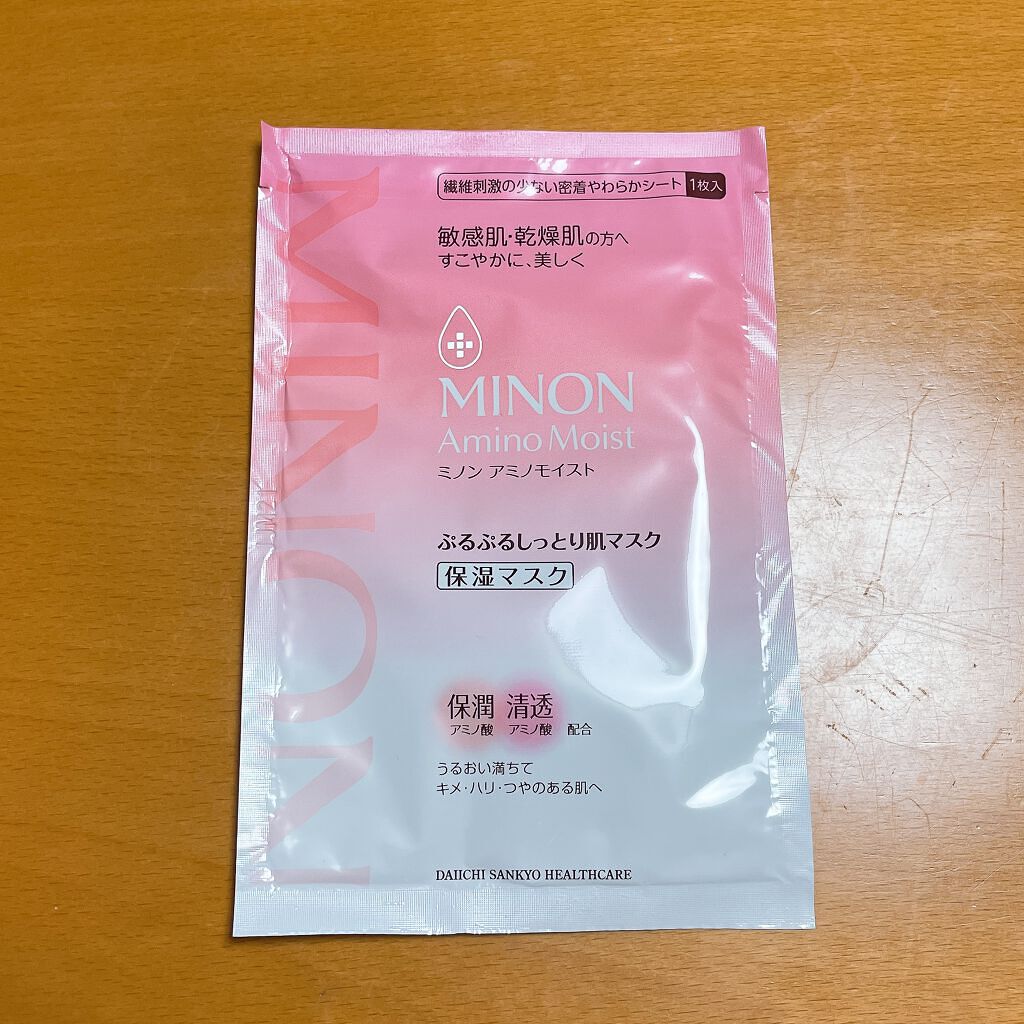 MINON
繊維刺激の少ない密着やわらかシート 1枚入
敏感肌・乾燥肌の方へ
すこやかに、美しく
MINON
Amino Moist
ミノン アミノモイスト
ぷるぷるしっとり肌マスク
保湿マスク
保潤 清透
アミノ酸 アミノ酸 配合
うるおい満ちて
キメ・ハリ・つやのある肌へ
DAIICHI SANKYO HEALTHCARE